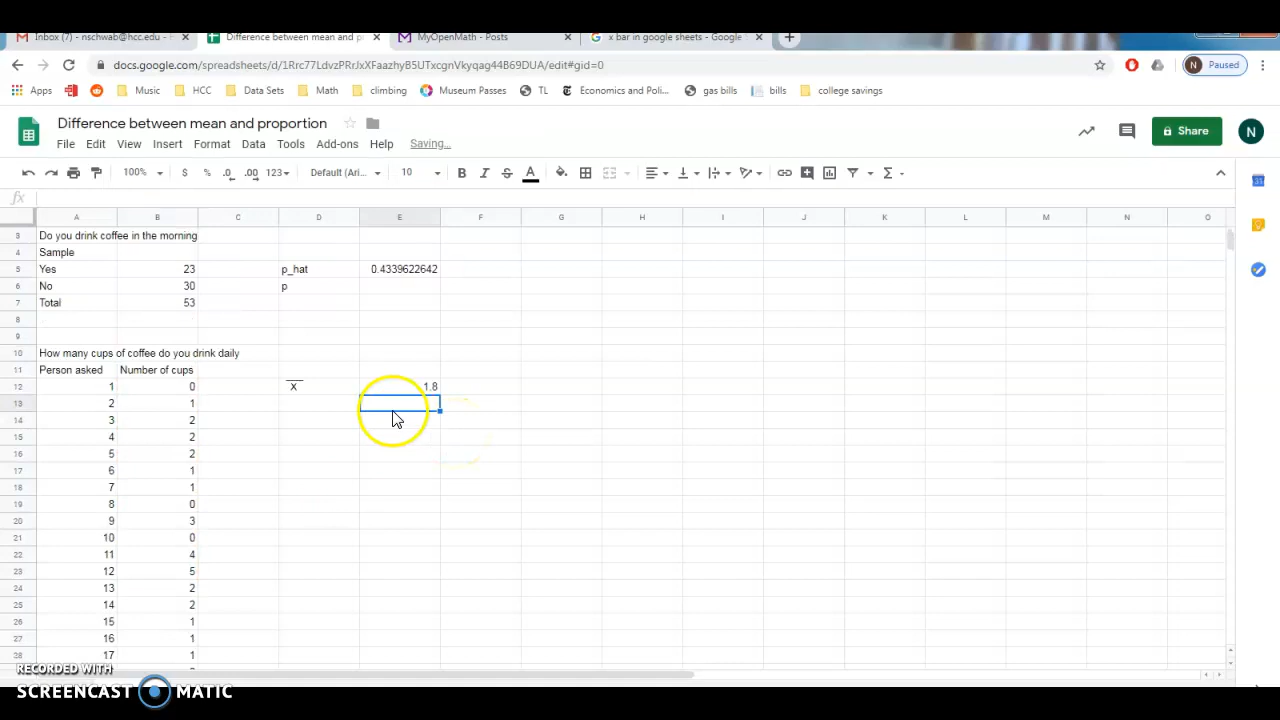 Inbox (7) - nschwab@hcc.edu - × Difference between mean and p × MyOpenMath - Posts × x bar in google sheets - Google × +
docs.google.com/spreadsheets/d/1Rrc77LdvzPRrJxXFaazhyB5UTxcgnVkyqag44B69DUA/edit#gid=0 N Paused
Apps Music HCC Data Sets Math climbing Museum Passes TL Economics and Poli... gas bills bills college savings
Difference between mean and proportion
Share N
File Edit View Insert Format Data Tools Add-ons Help Saving...
100% $ % .0 .00 123 Default (Ari... 10 B I S A Σ
fx
A B C D E F G H I J K L M N O
3 Do you drink coffee in the morning
4 Sample
5 Yes 23 p_hat 0.4339622642
6 No 30 p
7 Total 53
8
9
10 How many cups of coffee do you drink daily
11 Person asked Number of cups
12 1 0 X̅ 1.8
13 2 1
14 3 2
15 4 2
16 5 2
17 6 1
18 7 1
19 8 0
20 9 3
21 10 0
22 11 4
23 12 5
24 13 2
25 14 2
26 15 1
27 16 1
28 17 1
RECORDED WITH
SCREENCAST MATIC